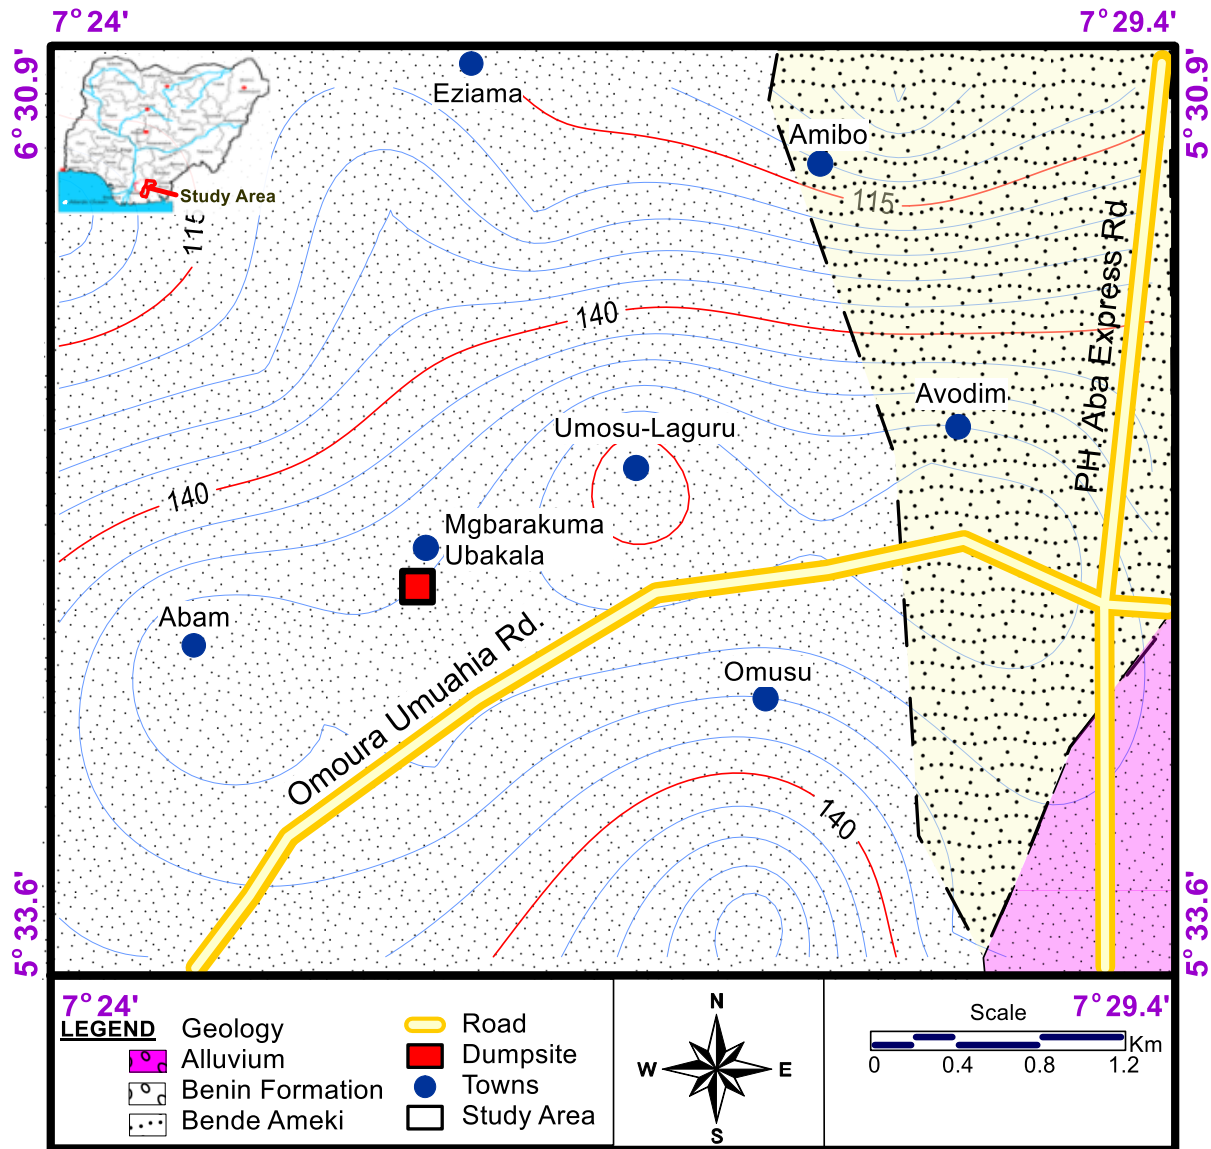 7° 24'
7° 29.4'
6° 30.9'
5° 30.9'
Eziama
Amibo
Study Area
115
115
PH. Aba Express Rd
140
Avodim
Umosu-Laguru
140
Mgbarakuma
Ubakala
Abam
Omoura Umuahia Rd.
Omusu
140
5° 33.6'
5° 33.6'
7° 24'
7° 29.4'
LEGEND
Geology
Alluvium
Benin Formation
Bende Ameki
Road
Dumpsite
Towns
Study Area
N
W
E
S
Scale
Km
0 0.4 0.8 1.2